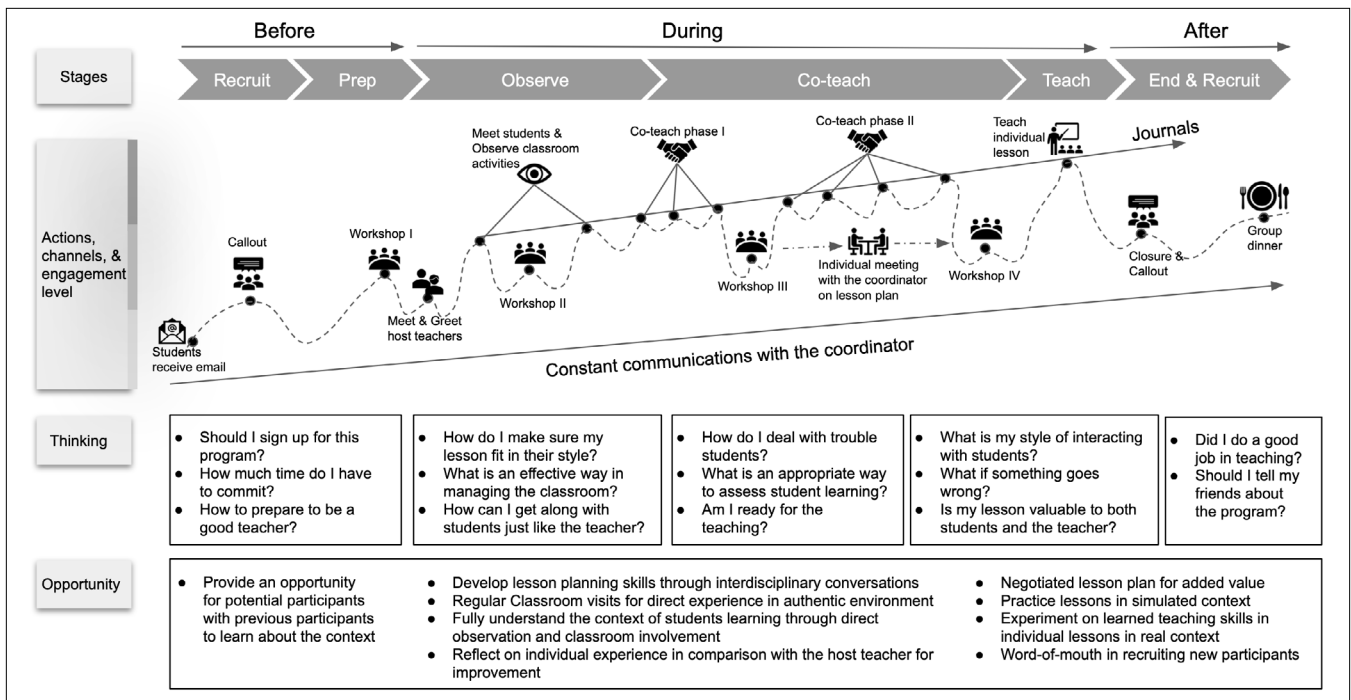 Before
During
After
Stages
Recruit
Prep
Observe
Co-teach
Teach
End & Recruit
Actions,
channels, &
engagement
level
Students
receive email
Callout
Workshop I
Meet & Greet
host teachers
Meet students &
Observe classroom
activities
Workshop II
Co-teach phase I
Workshop III
Individual meeting
with the coordinator
on lesson plan
Co-teach phase II
Workshop IV
Teach
individual
lesson
Journals
Closure &
Callout
Group
dinner
Constant communications with the coordinator
Thinking
● Should I sign up for this
program?
● How much time do I have
to commit?
● How to prepare to be a
good teacher?
● How do I make sure my
lesson fit in their style?
● What is an effective way in
managing the classroom?
● How can I get along with
students just like the teacher?
● How do I deal with trouble
students?
● What is an appropriate way
to assess student learning?
● Am I ready for the
teaching?
● What is my style of interacting
with students?
● What if something goes
wrong?
● Is my lesson valuable to both
students and the teacher?
● Did I do a good
job in teaching?
● Should I tell my
friends about
the program?
Opportunity
● Provide an opportunity
for potential participants
with previous participants
to learn about the context
● Develop lesson planning skills through interdisciplinary conversations
● Regular Classroom visits for direct experience in authentic environment
● Fully understand the context of students learning through direct
observation and classroom involvement
● Reflect on individual experience in comparison with the host teacher for
improvement
● Negotiated lesson plan for added value
● Practice lessons in simulated context
● Experiment on learned teaching skills in
individual lessons in real context
● Word-of-mouth in recruiting new participants